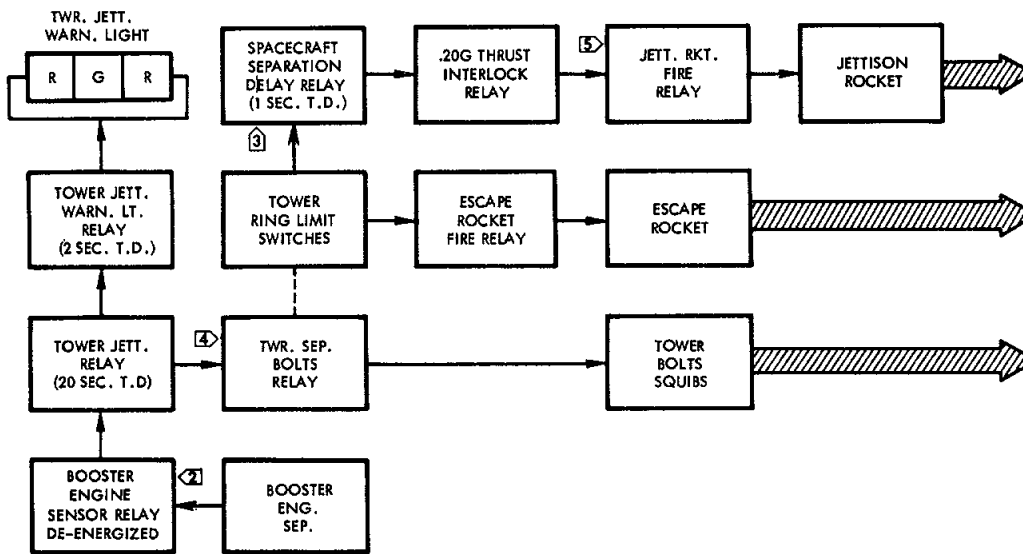 TWR. JETT.
WARN. LIGHT
R G R
SPACECRAFT
SEPARATION
DELAY RELAY
(1 SEC. T.D.)
.20G THRUST
INTERLOCK
RELAY
5
JETT. RKT.
FIRE
RELAY
JETTISON
ROCKET
3
TOWER JETT.
WARN. LT.
RELAY
(2 SEC. T.D.)
TOWER
RING LIMIT
SWITCHES
ESCAPE
ROCKET
FIRE RELAY
ESCAPE
ROCKET
TOWER JETT.
RELAY
(20 SEC. T.D)
4
TWR. SEP.
BOLTS
RELAY
TOWER
BOLTS
SQUIBS
BOOSTER
ENGINE
SENSOR RELAY
DE-ENERGIZED
2
BOOSTER
ENG.
SEP.